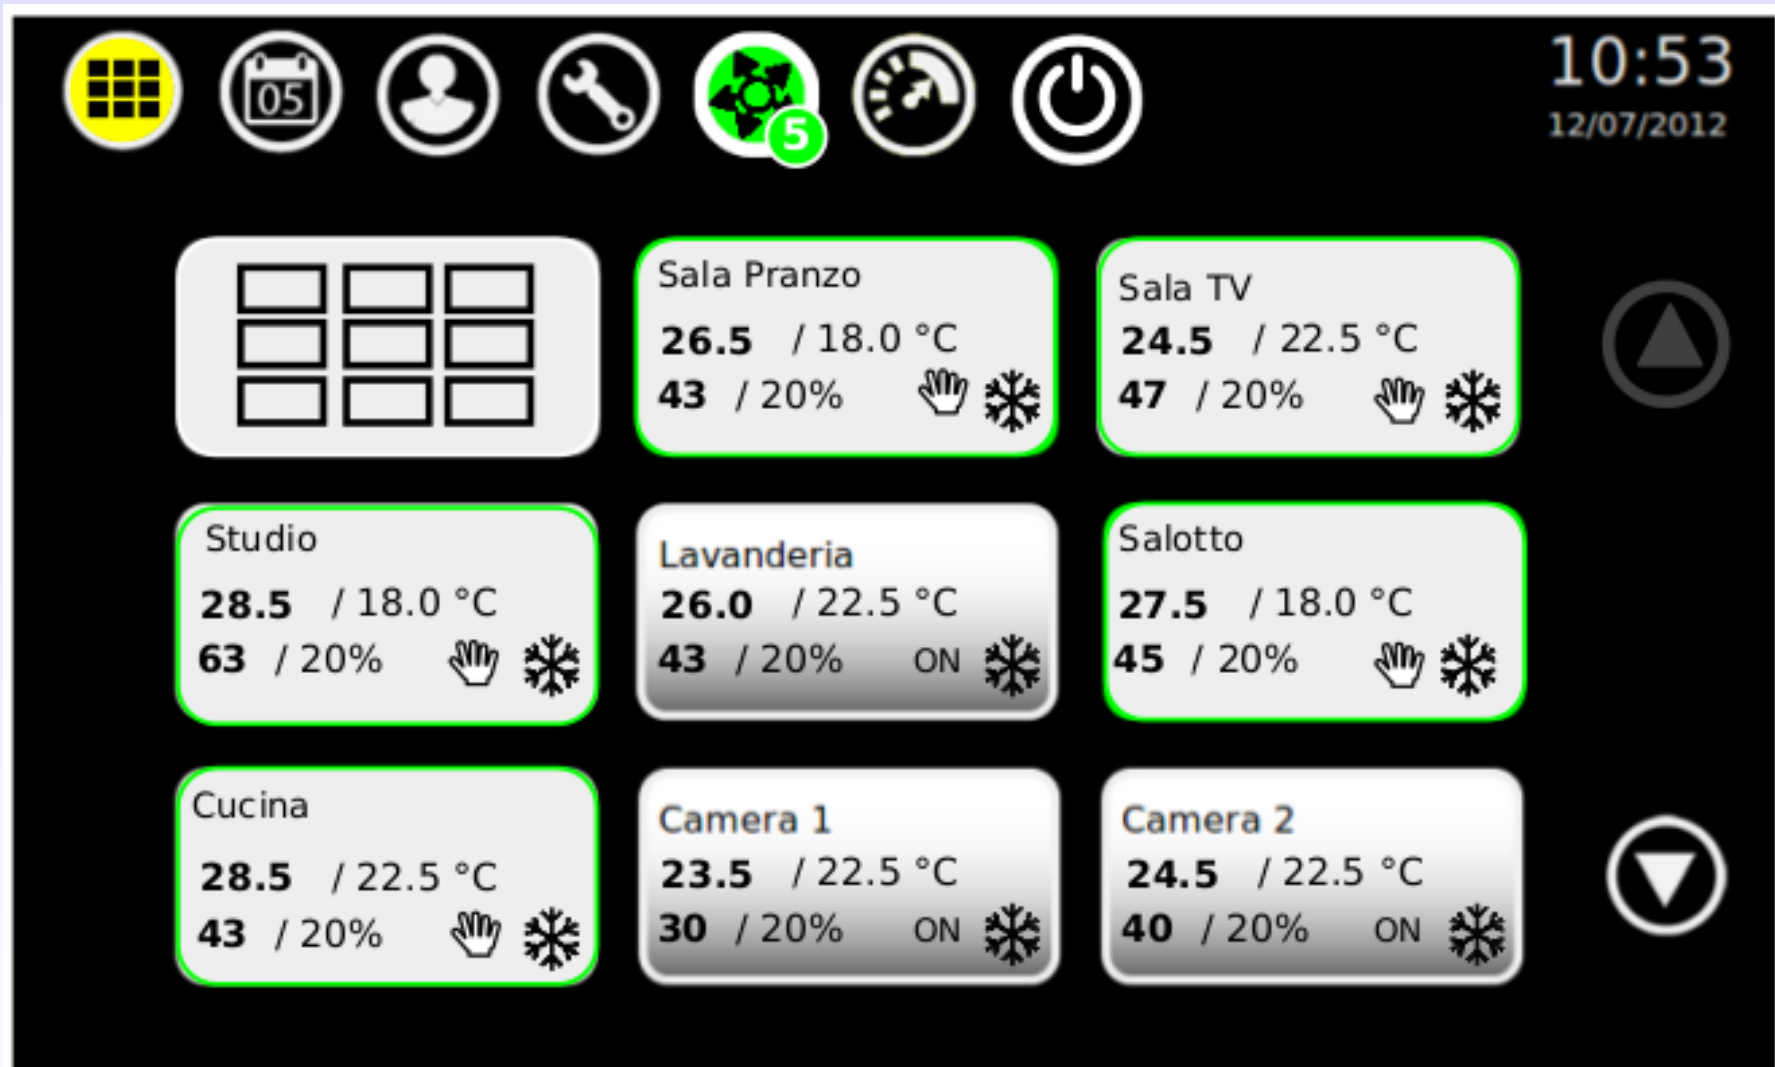 05
5
10:53
12/07/2012
Sala Pranzo
26.5 / 18.0 °C
43 / 20%
Sala TV
24.5 / 22.5 °C
47 / 20%
Studio
28.5 / 18.0 °C
63 / 20%
Lavanderia
26.0 / 22.5 °C
43 / 20% ON
Salotto
27.5 / 18.0 °C
45 / 20%
Cucina
28.5 / 22.5 °C
43 / 20%
Camera 1
23.5 / 22.5 °C
30 / 20% ON
Camera 2
24.5 / 22.5 °C
40 / 20% ON